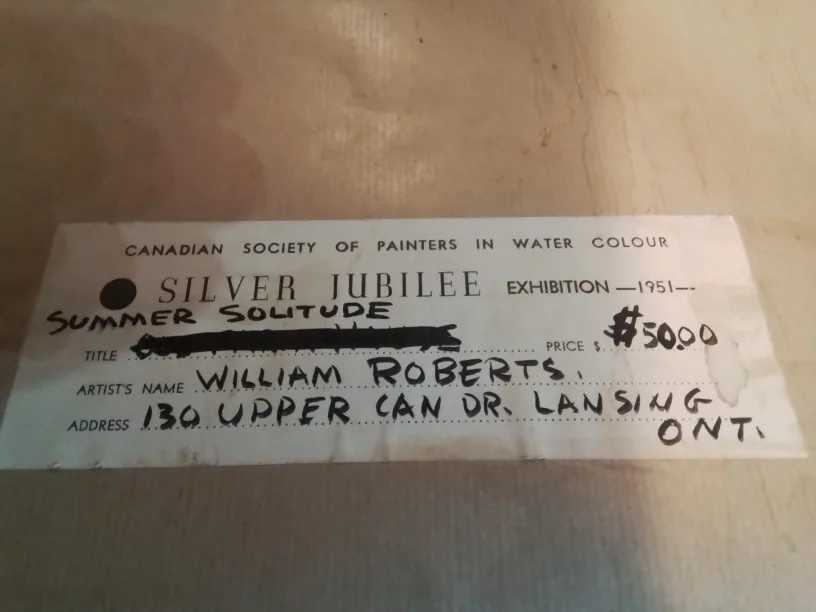 CANADIAN SOCIETY OF PAINTERS IN WATER COLOUR
SILVER JUBILEE EXHIBITION —1951—
SUMMER SOLITUDE
TITLE PRICE $ $50.00
ARTIST'S NAME WILLIAM ROBERTS.
ADDRESS 130 UPPER CAN DR. LANSING
ONT.